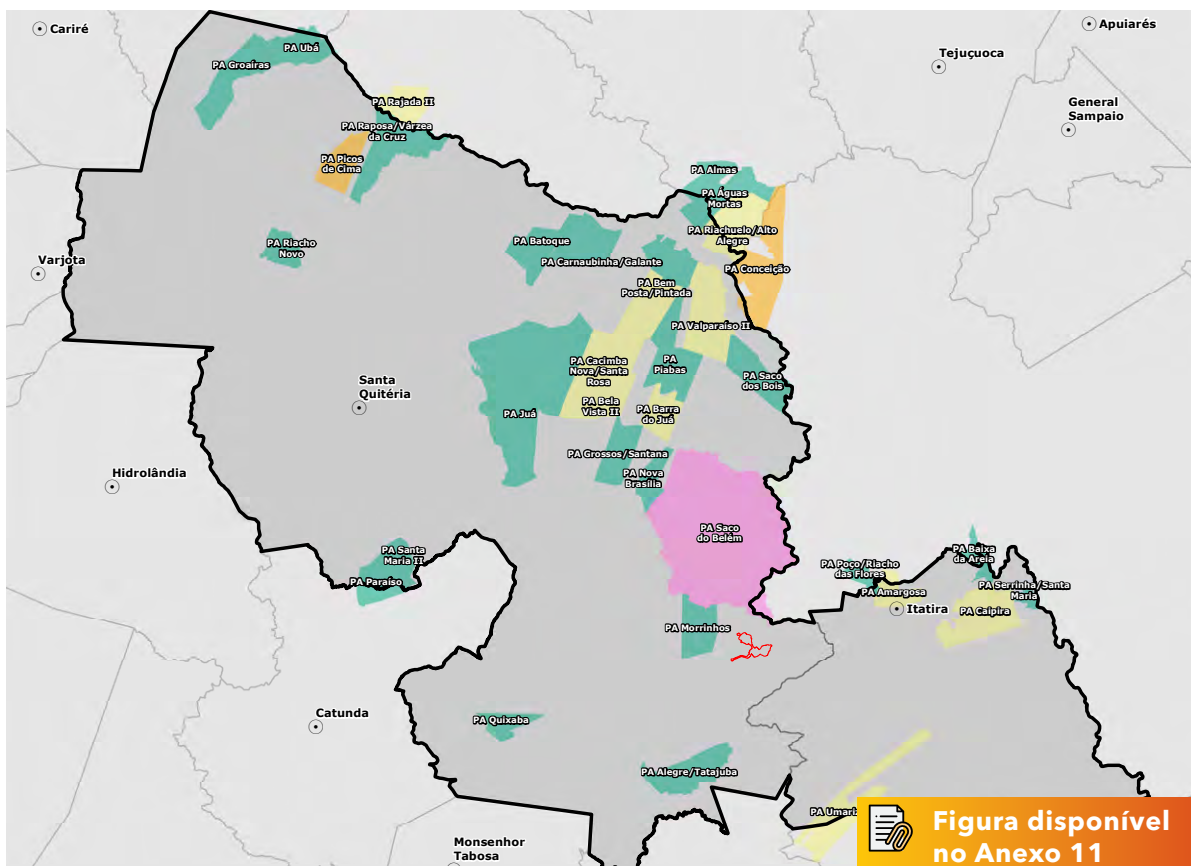 Cariré
Apuiarés
PA Ubá
PA Groaíras
Tejuçuoca
General
Sampaio
PA Rajada II
PA Raposa/Várzea
da Cruz
PA Picos
de Cima
PA Almas
PA Águas
Mortas
PA Riachuelo/Alto
Alegre
PA Batoque
PA Riacho
Novo
Varjota
PA Carnaubinha/Galante
PA Conceição
PA Bem
Posta/Pintada
PA Valparaíso II
PA Cacimba
Nova/Santa
Rosa
PA
Piabas
PA Saco
dos Bois
Santa
Quitéria
PA Juá
PA Bela
Vista II
PA Barra
do Juá
PA Grossos/Santana
PA Nova
Brasília
Hidrolândia
PA Saco
do Belém
PA Santa
Maria II
PA Paraíso
PA Baixa
da Areia
PA Poço/Riacho
das Flores
PA Amargosa
PA Serrinha/Santa
Maria
Itatira
PA Caipira
PA Morrinhos
Catunda
PA Quixaba
PA Alegre/Tatajuba
PA Umari
Monsenhor
Tabosa
Figura disponível
no Anexo 11